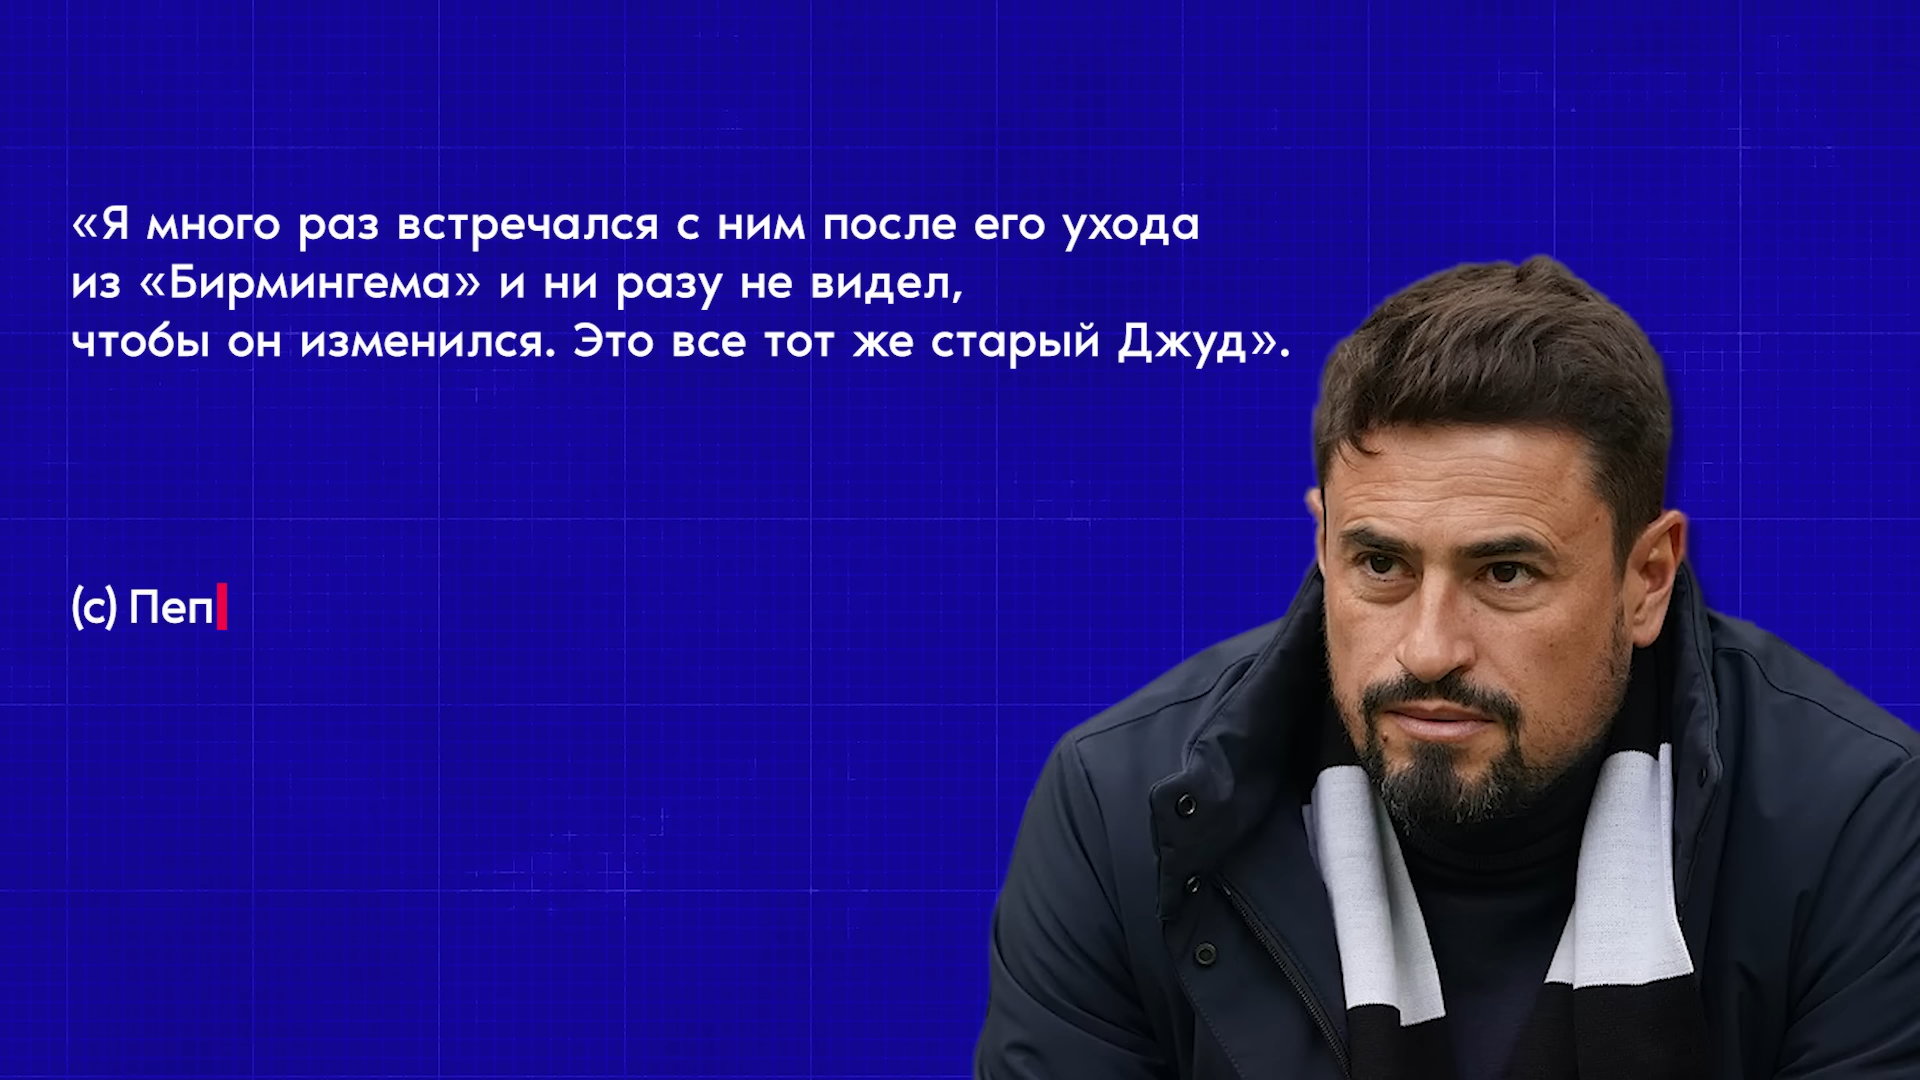 «Я много раз встречался с ним после его ухода
из «Бирмингема» и ни разу не видел,
чтобы он изменился. Это все тот же старый Джуд».
(с) Пеп